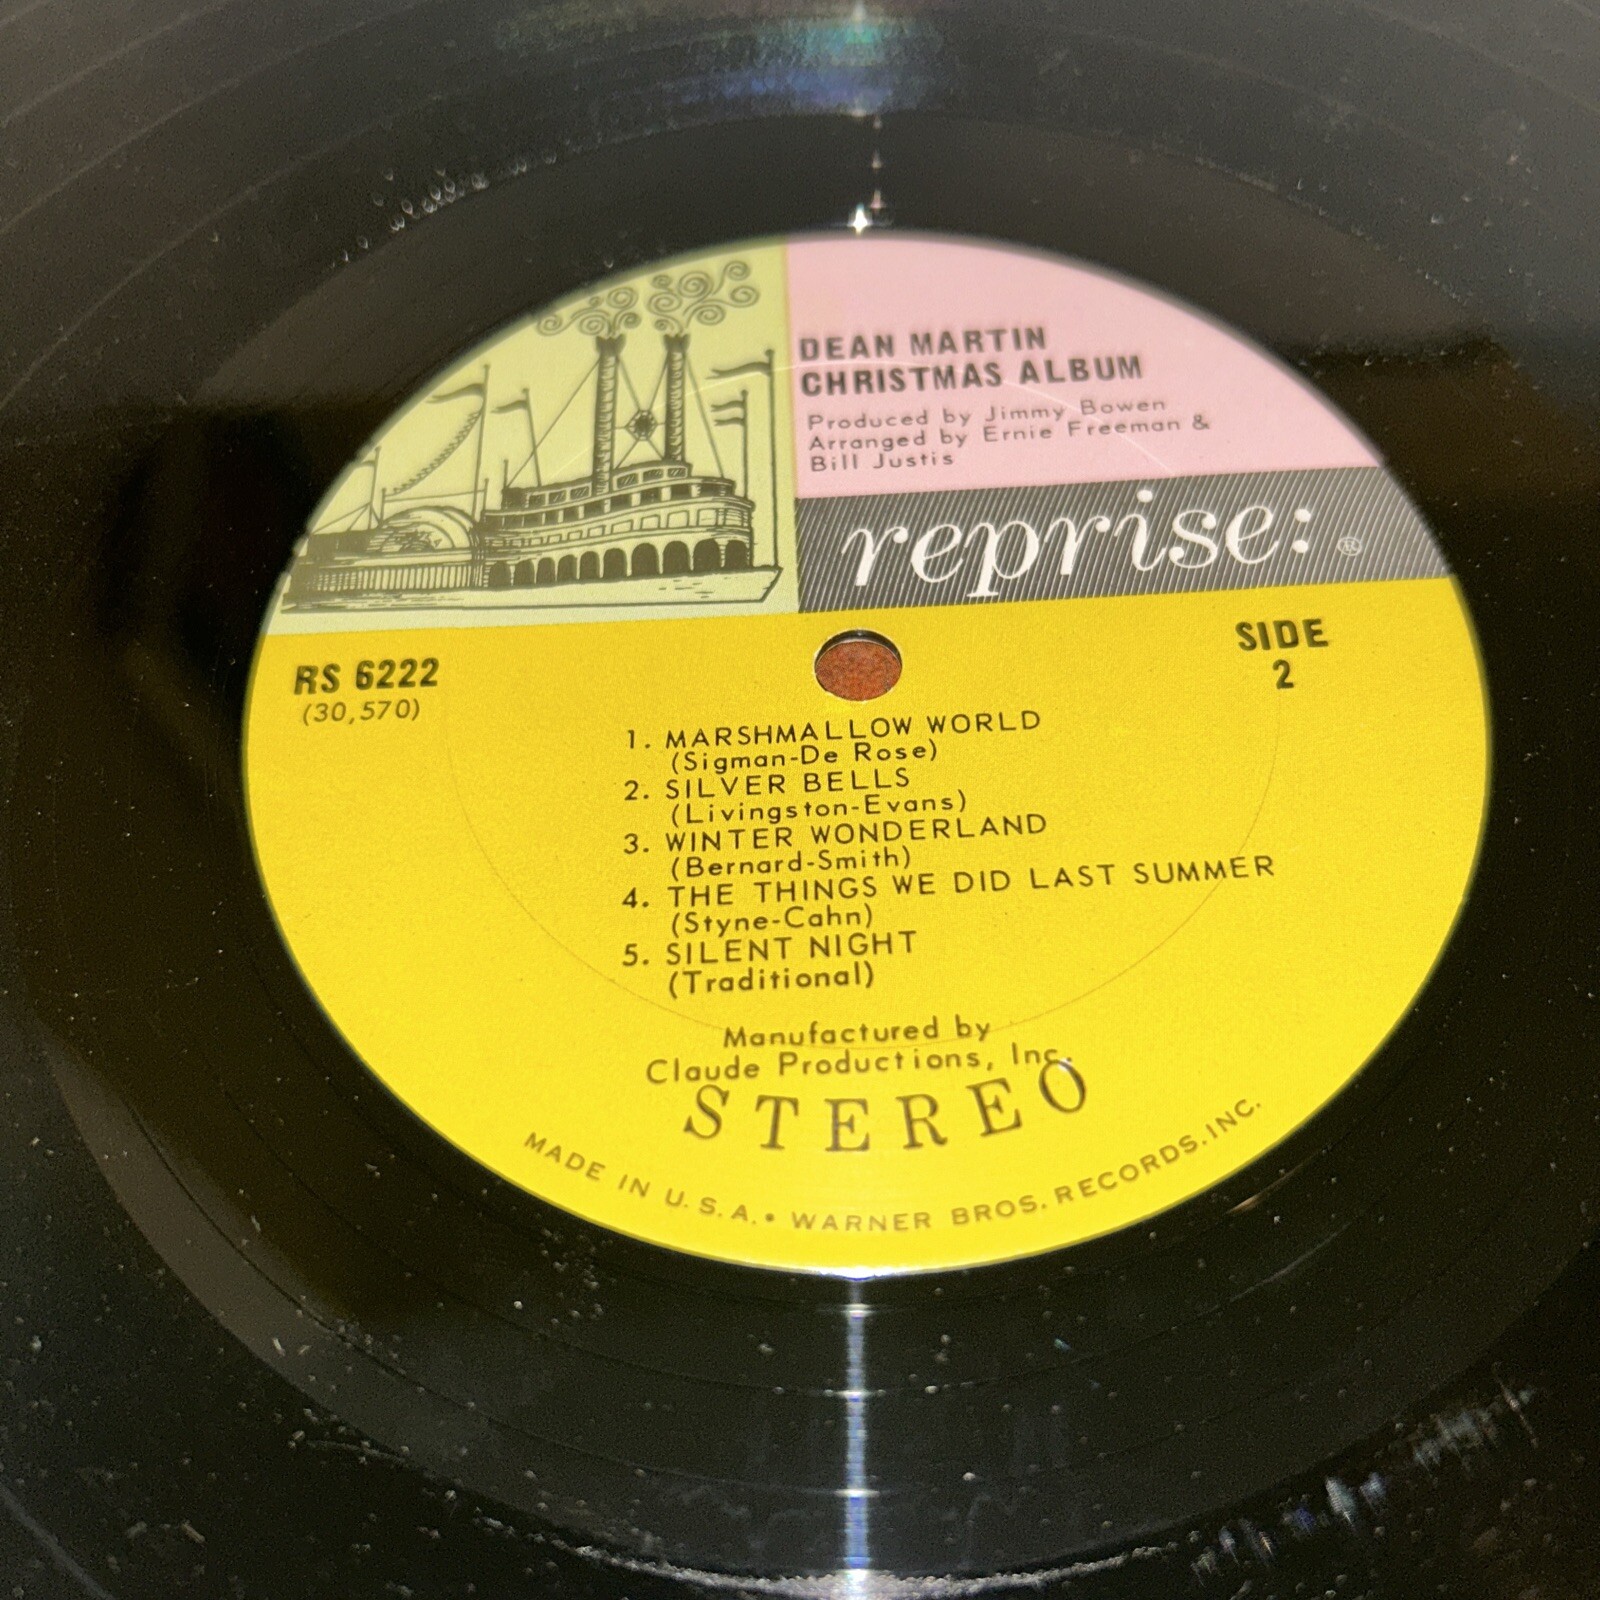 DEAN MARTIN
CHRISTMAS ALBUM
Produced by Jimmy Bowen
Arranged by Ernie Freeman &
Bill Justis
reprise: ®
SIDE
2
RS 6222
(30,570)
1. MARSHMALLOW WORLD
(Sigman-De Rose)
2. SILVER BELLS
(Livingston-Evans)
3. WINTER WONDERLAND
(Bernard-Smith)
4. THE THINGS WE DID LAST SUMMER
(Styne-Cahn)
5. SILENT NIGHT
(Traditional)
Manufactured by
Claude Productions, Inc.
STEREO
MADE IN U.S.A. • WARNER BROS. RECORDS, INC.